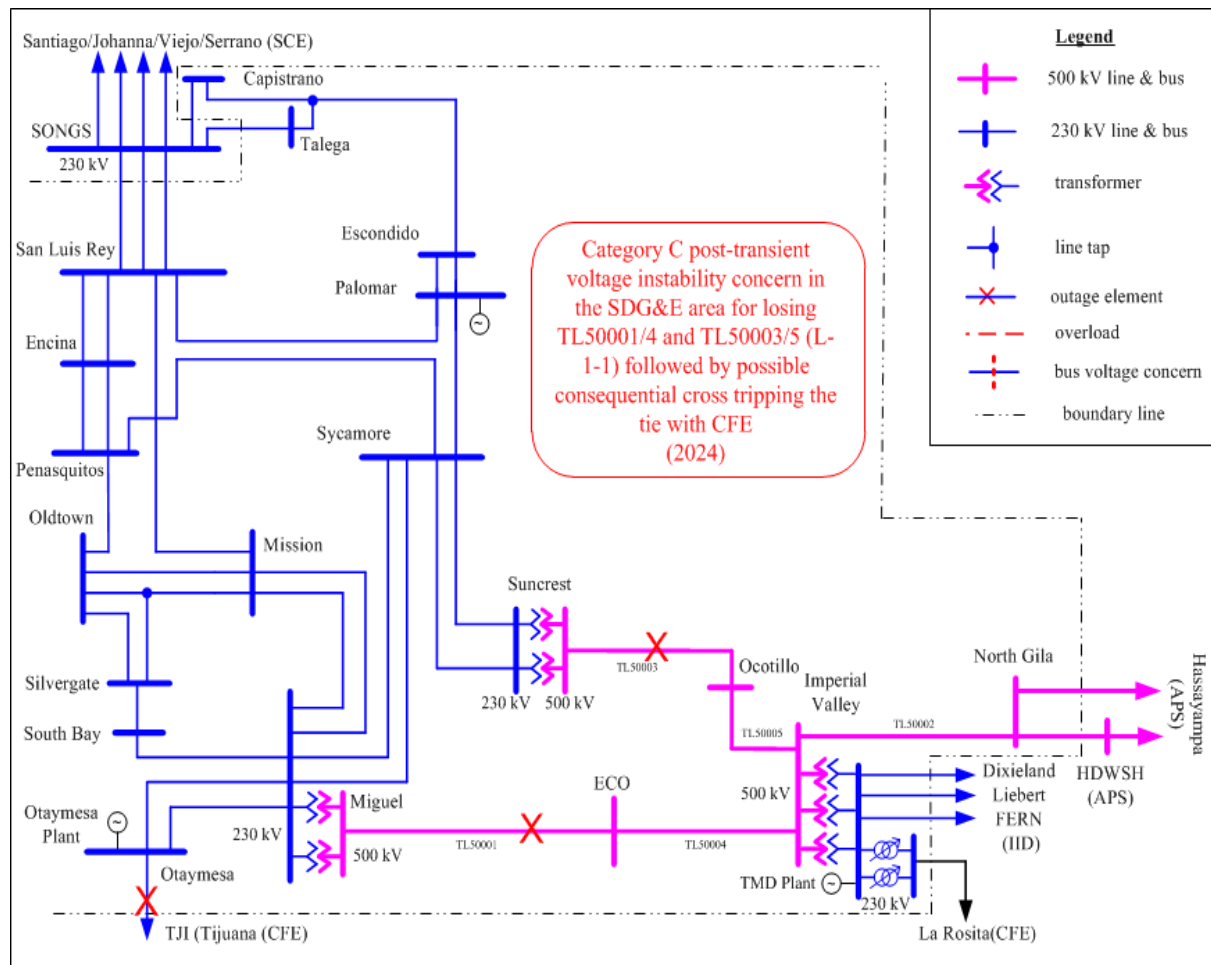 Santiago/Johanna/Viejo/Serrano (SCE)
Capistrano
SONGS
230 kV
Talega
San Luis Rey
Escondido
Palomar
~
Encina
Sycamore
Penasquitos
Oldtown
Mission
Category C post-transient
voltage instability concern in
the SDG&E area for losing
TL50001/4 and TL50003/5 (L-
1-1) followed by possible
consequential cross tripping the
tie with CFE
(2024)
Legend
500 kV line & bus
230 kV line & bus
transformer
line tap
outage element
overload
bus voltage concern
boundary line
Suncrest
230 kV
500 kV
TL50003
Ocotillo
TL50005
Imperial
Valley
500 kV
TL50002
North Gila
Hassayampa
(APS)
HDWSH
(APS)
Dixieland
Liebert
FERN
(IID)
Silvergate
South Bay
Otaymesa
Plant
~
Otaymesa
230 kV
Miguel
500 kV
TL50001
ECO
TL50004
TMD Plant
~
230 kV
TJI (Tijuana (CFE)
La Rosita(CFE)